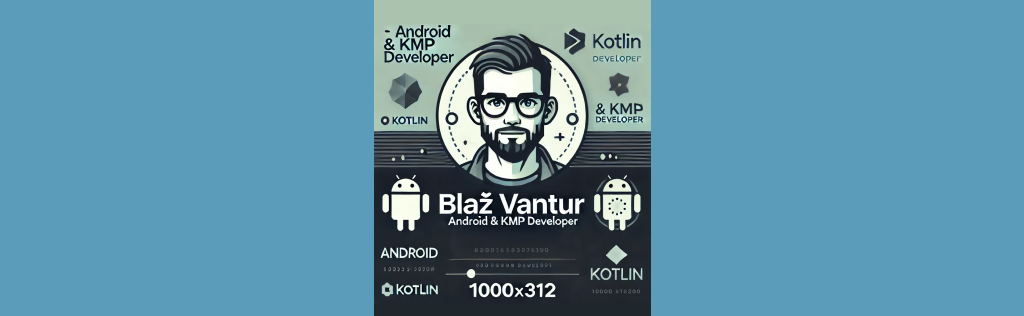 - Android
& KMP
Developer
Kotlin
DEVELOPER
KOTLIN
& KMP
DEVELOPER
Blaž Vantur
Android & KMP Developer
ANDROID
KOTLIN
KOTLIN
1000x312